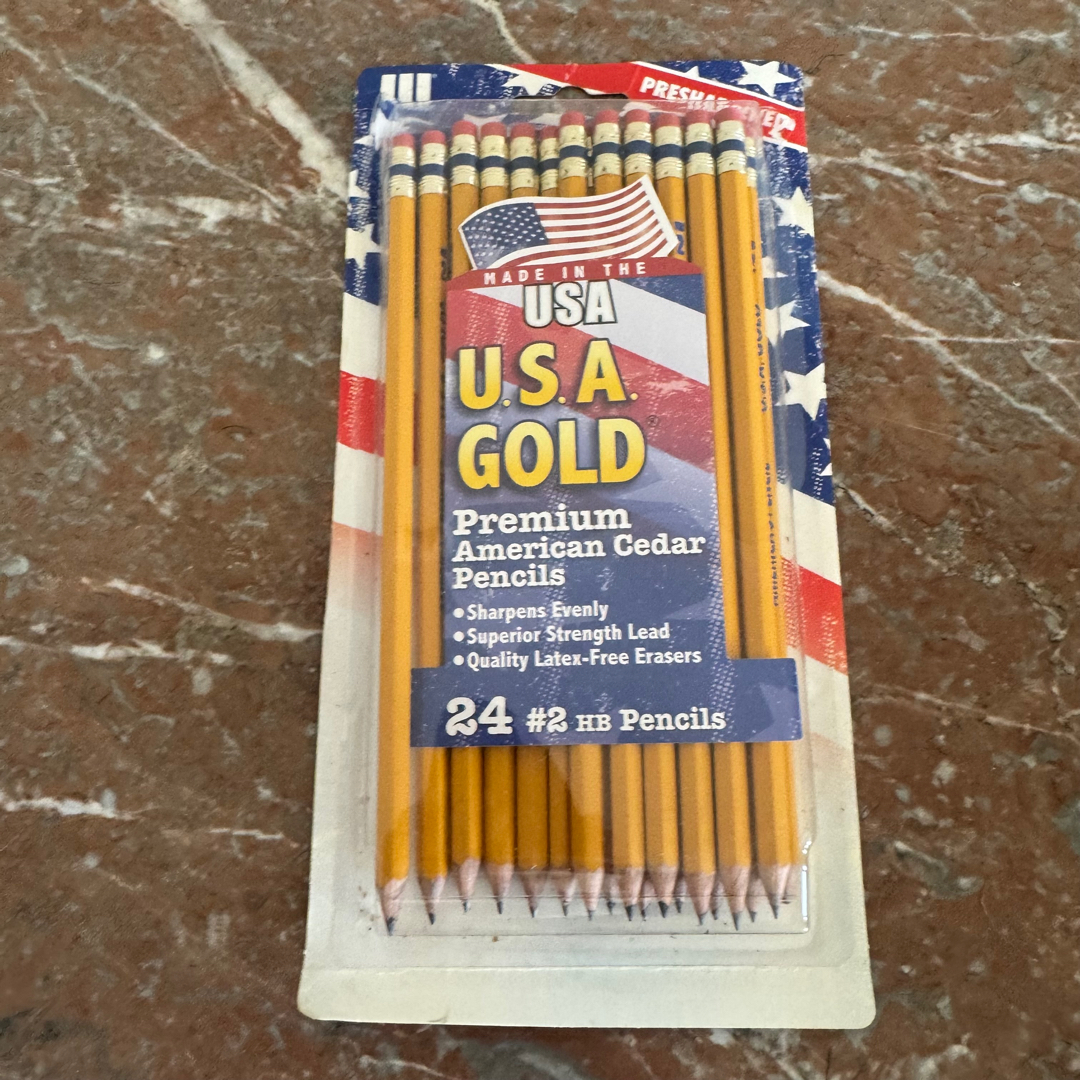 MADE IN THE
USA
U.S.A.
GOLD®
Premium
American Cedar
Pencils
•Sharpens Evenly
•Superior Strength Lead
•Quality Latex-Free Erasers
24 #2 HB Pencils
U.S.A. GOLD